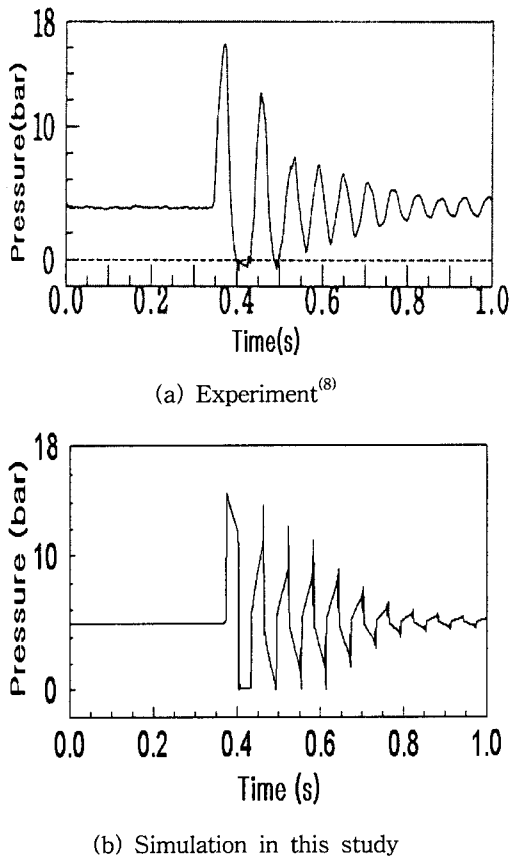 18
10
0
Pressure(bar)
0.0 0.2 0.4 0.6 0.8 1.0
Time(s)
(a) Experiment(8)
18
10
0
Pressure (bar)
0.0 0.2 0.4 0.6 0.8 1.0
Time (s)
(b) Simulation in this study